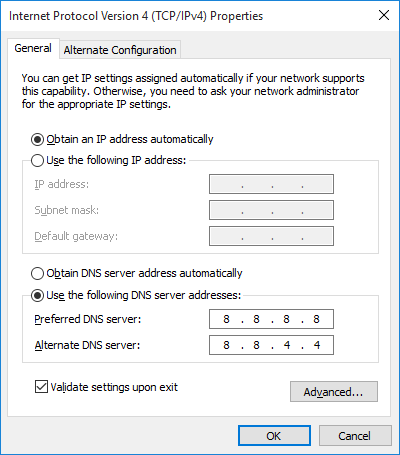 Internet Protocol Version 4 (TCP/IPv4) Properties
General
Alternate Configuration
You can get IP settings assigned automatically if your network supports
this capability. Otherwise, you need to ask your network administrator
for the appropriate IP settings.
Obtain an IP address automatically
Use the following IP address:
IP address: . . .
Subnet mask: . . .
Default gateway: . . .
Obtain DNS server address automatically
Use the following DNS server addresses:
Preferred DNS server: 8 . 8 . 8 . 8
Alternate DNS server: 8 . 8 . 4 . 4
Validate settings upon exit
Advanced...
OK
Cancel